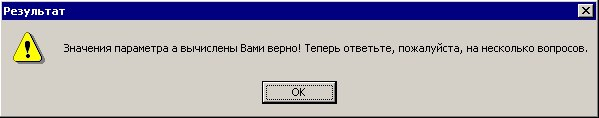 Результат
Значения параметра а вычислены Вами верно! Теперь ответьте, пожалуйста, на несколько вопросов.
OK